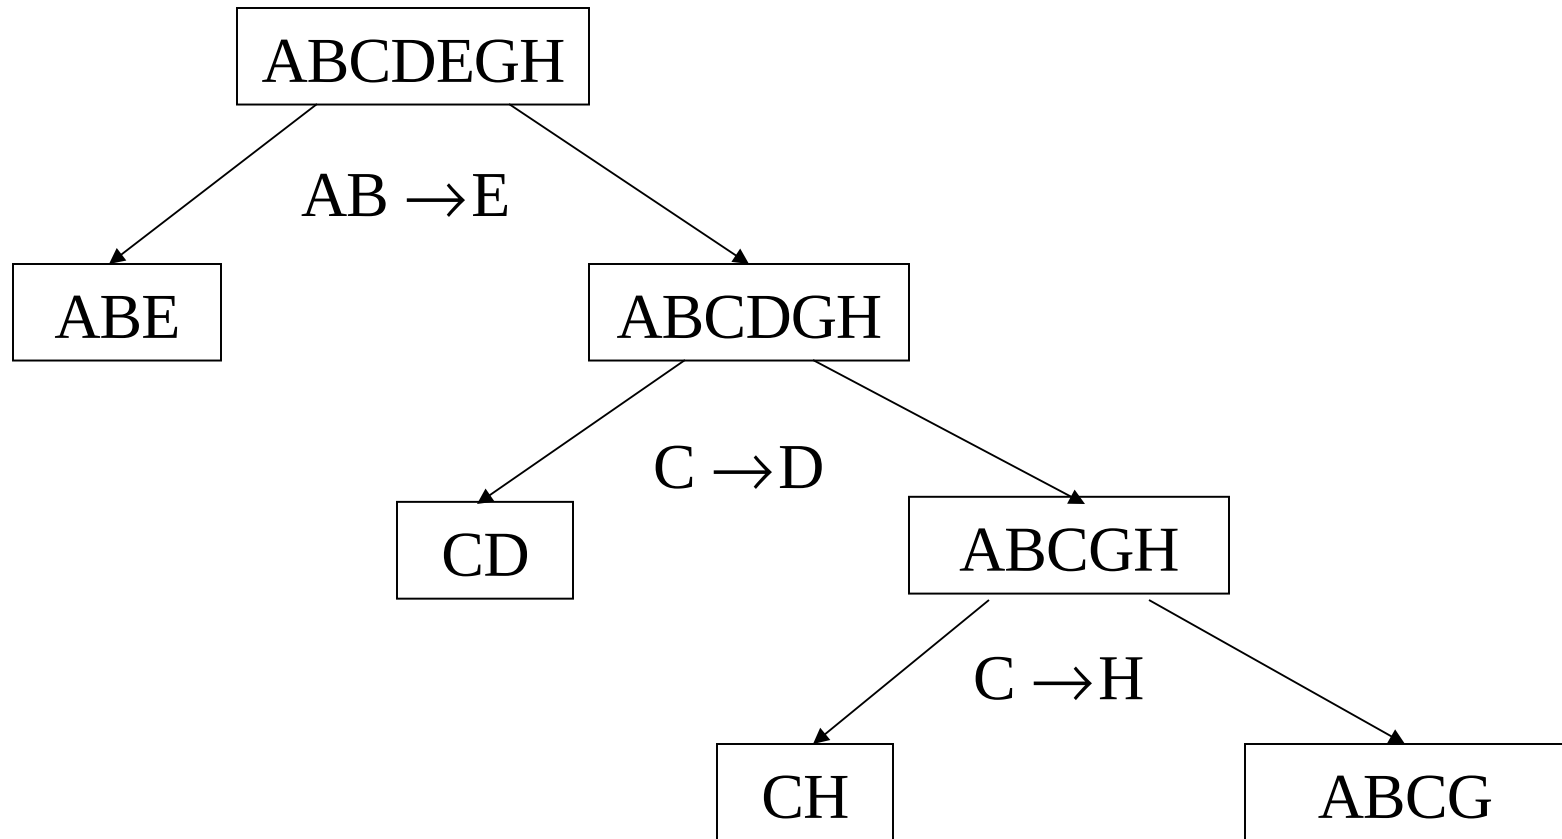 ABCDEGH
AB →E
ABE
ABCDGH
C →D
CD
ABCGH
C →H
CH
ABCG